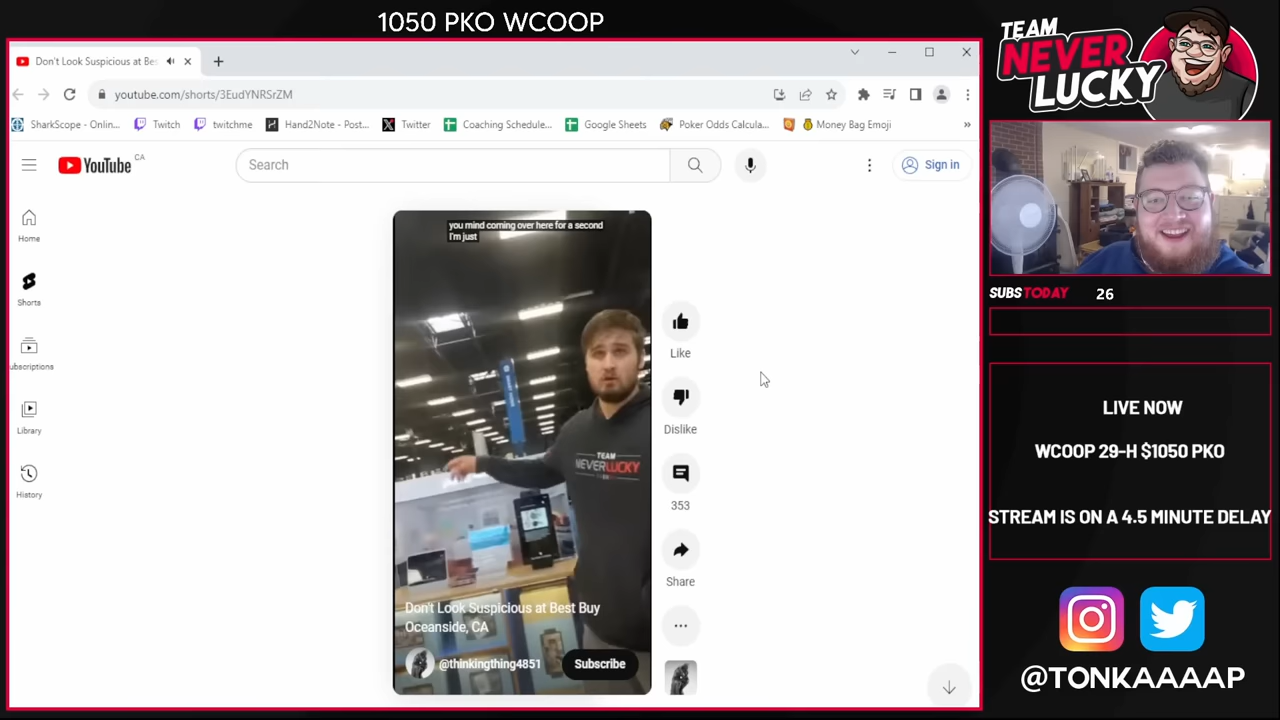 1050 PKO WCOOP
TEAM
NEVER
LUCKY
Don't Look Suspicious at Bes
youtube.com/shorts/3EudYNRSrZM
SharkScope - Onlin...
Twitch
twitchme
Hand2Note - Post...
Twitter
Coaching Schedule...
Google Sheets
Poker Odds Calcula...
Money Bag Emoji
»
YouTube CA
Search
Sign in
Home
Shorts
ubscriptions
Library
History
you mind coming over here for a second
I'm just
TEAM
NEVERLUCKY
Like
Dislike
353
Share
Don't Look Suspicious at Best Buy
Oceanside, CA
@thinkingthing4851
Subscribe
SUBS TODAY 26
LIVE NOW
WCOOP 29-H $1050 PKO
STREAM IS ON A 4.5 MINUTE DELAY
@TONKAAAAP